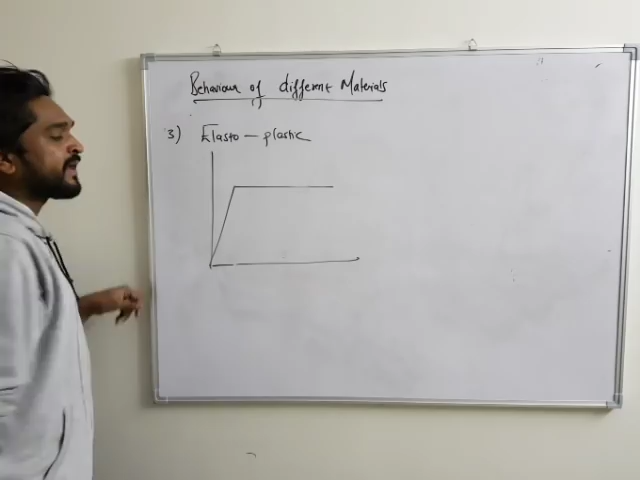 Behaviour of different Materials
3) Elasto - plastic